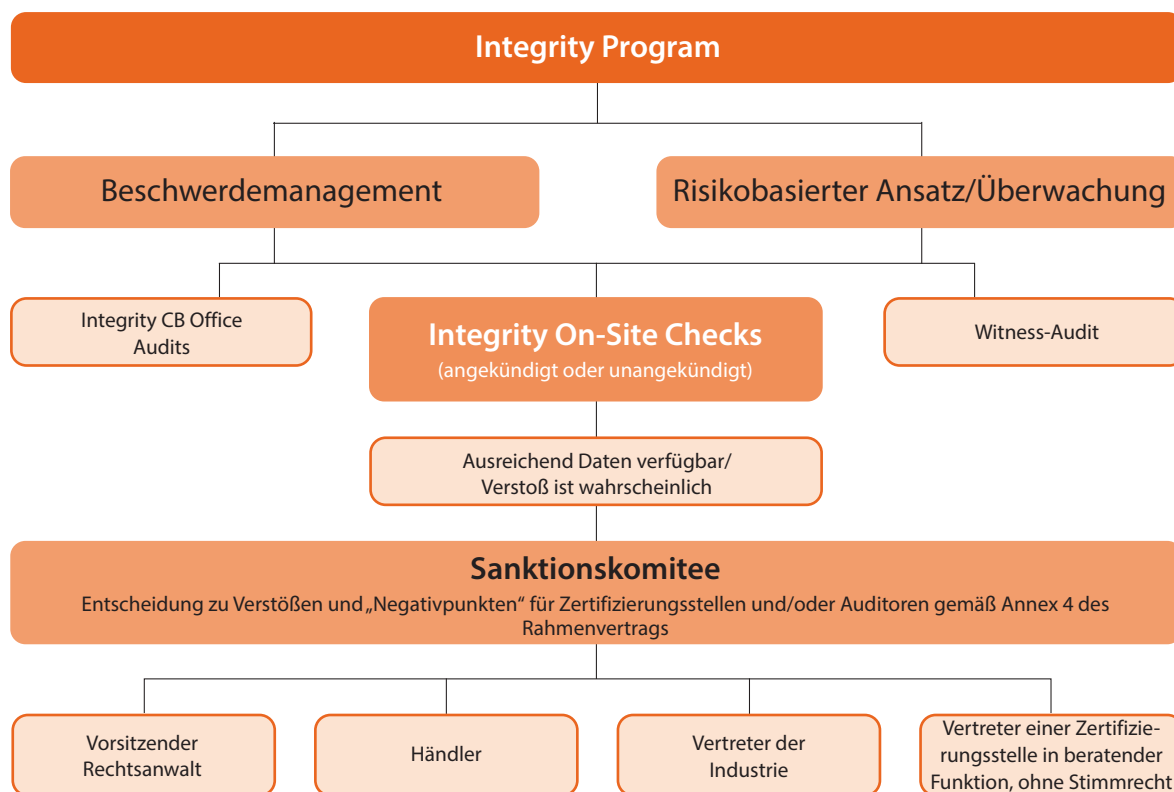 Integrity Program
Beschwerdemanagement
Risikobasierter Ansatz/Überwachung
Integrity CB Office
Audits
Integrity On-Site Checks
(angekündigt oder unangekündigt)
Witness-Audit
Ausreichend Daten verfügbar/
Verstoß ist wahrscheinlich
Sanktionskomitee
Entscheidung zu Verstößen und „Negativpunkten“ für Zertifizierungsstellen und/oder Auditoren gemäß Annex 4 des
Rahmenvertrags
Vorsitzender
Rechtsanwalt
Händler
Vertreter der
Industrie
Vertreter einer Zertifizie-
rungsstelle in beratender
Funktion, ohne Stimmrecht